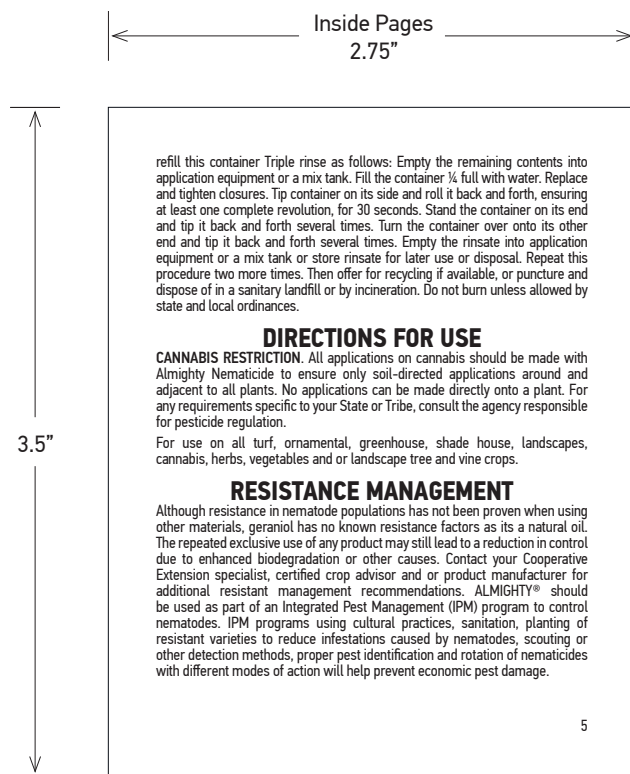 Inside Pages
2.75”
3.5”
refill this container Triple rinse as follows: Empty the remaining contents into
application equipment or a mix tank. Fill the container ¼ full with water. Replace
and tighten closures. Tip container on its side and roll it back and forth, ensuring
at least one complete revolution, for 30 seconds. Stand the container on its end
and tip it back and forth several times. Turn the container over onto its other
end and tip it back and forth several times. Empty the rinsate into application
equipment or a mix tank or store rinsate for later use or disposal. Repeat this
procedure two more times. Then offer for recycling if available, or puncture and
dispose of in a sanitary landfill or by incineration. Do not burn unless allowed by
state and local ordinances.
DIRECTIONS FOR USE
CANNABIS RESTRICTION. All applications on cannabis should be made with
Almighty Nematicide to ensure only soil-directed applications around and
adjacent to all plants. No applications can be made directly onto a plant. For
any requirements specific to your State or Tribe, consult the agency responsible
for pesticide regulation.
For use on all turf, ornamental, greenhouse, shade house, landscapes,
cannabis, herbs, vegetables and or landscape tree and vine crops.
RESISTANCE MANAGEMENT
Although resistance in nematode populations has not been proven when using
other materials, geraniol has no known resistance factors as its a natural oil.
The repeated exclusive use of any product may still lead to a reduction in control
due to enhanced biodegradation or other causes. Contact your Cooperative
Extension specialist, certified crop advisor and or product manufacturer for
additional resistant management recommendations. ALMIGHTY® should
be used as part of an Integrated Pest Management (IPM) program to control
nematodes. IPM programs using cultural practices, sanitation, planting of
resistant varieties to reduce infestations caused by nematodes, scouting or
other detection methods, proper pest identification and rotation of nematicides
with different modes of action will help prevent economic pest damage.
5